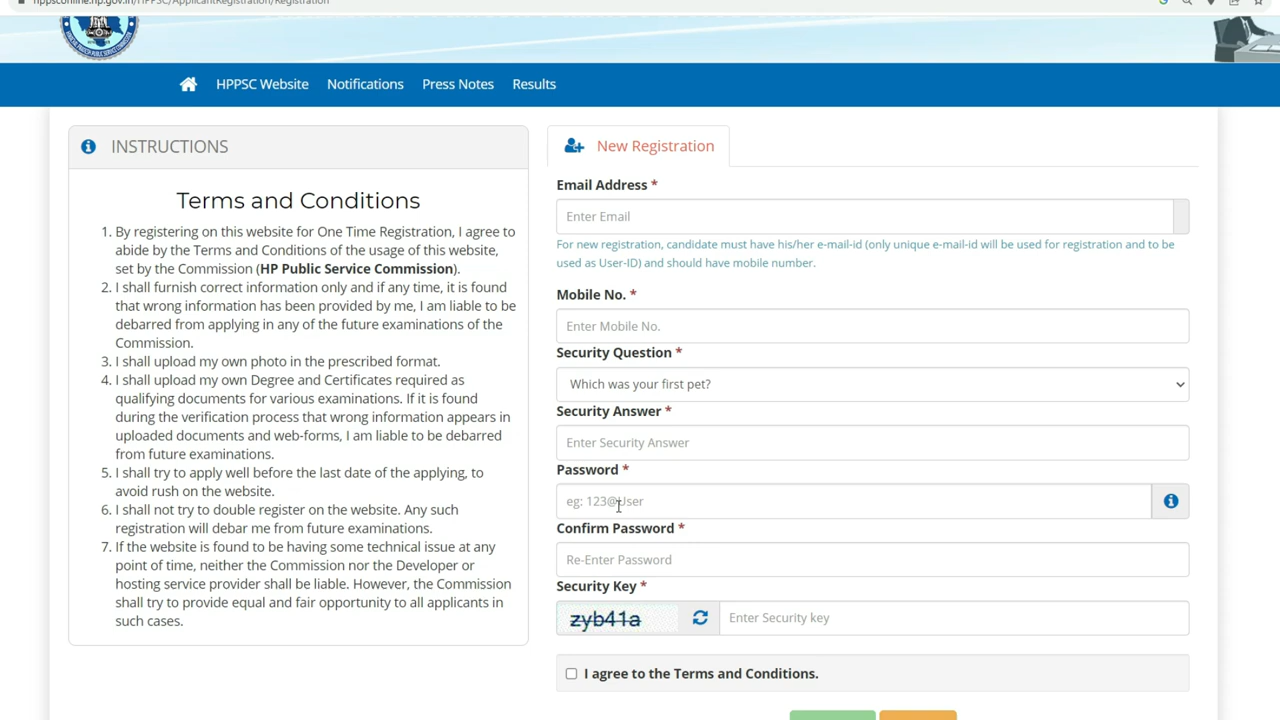 hppsconline.hp.gov.in/HPPSC/ApplicantRegistration/Registration
HPPSC Website Notifications Press Notes Results
INSTRUCTIONS
Terms and Conditions
1. By registering on this website for One Time Registration, I agree to
abide by the Terms and Conditions of the usage of this website,
set by the Commission (HP Public Service Commission).
2. I shall furnish correct information only and if any time, it is found
that wrong information has been provided by me, I am liable to be
debarred from applying in any of the future examinations of the
Commission.
3. I shall upload my own photo in the prescribed format.
4. I shall upload my own Degree and Certificates required as
qualifying documents for various examinations. If it is found
during the verification process that wrong information appears in
uploaded documents and web-forms, I am liable to be debarred
from future examinations.
5. I shall try to apply well before the last date of the applying, to
avoid rush on the website.
6. I shall not try to double register on the website. Any such
registration will debar me from future examinations.
7. If the website is found to be having some technical issue at any
point of time, neither the Commission nor the Developer or
hosting service provider shall be liable. However, the Commission
shall try to provide equal and fair opportunity to all applicants in
such cases.
New Registration
Email Address *
Enter Email
For new registration, candidate must have his/her e-mail-id (only unique e-mail-id will be used for registration and to be
used as User-ID) and should have mobile number.
Mobile No. *
Enter Mobile No.
Security Question *
Which was your first pet?
Security Answer *
Enter Security Answer
Password *
eg: 123@User
Confirm Password *
Re-Enter Password
Security Key *
zyb41a Enter Security key
I agree to the Terms and Conditions.